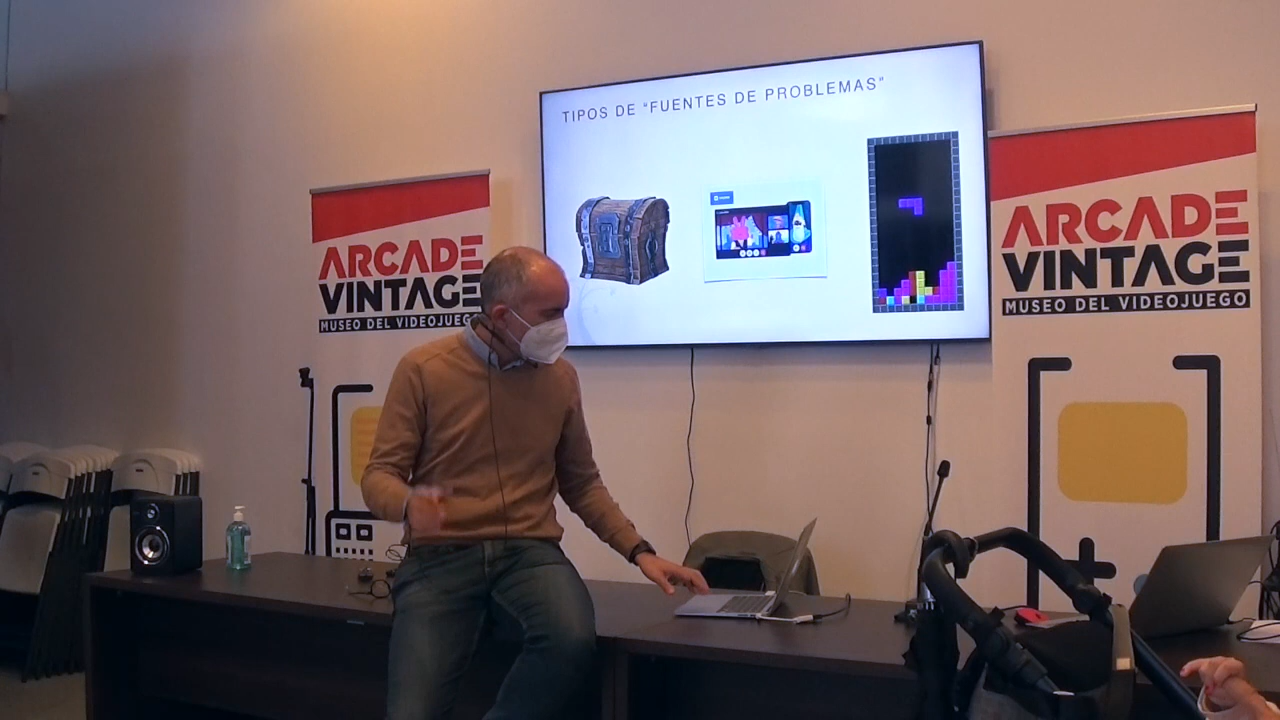 TIPOS DE "FUENTES DE PROBLEMAS"
ARCADE
VINTAGE
MUSEO DEL VIDEOJUEGO
ARCADE
VINTAGE
MUSEO DEL VIDEOJUEGO